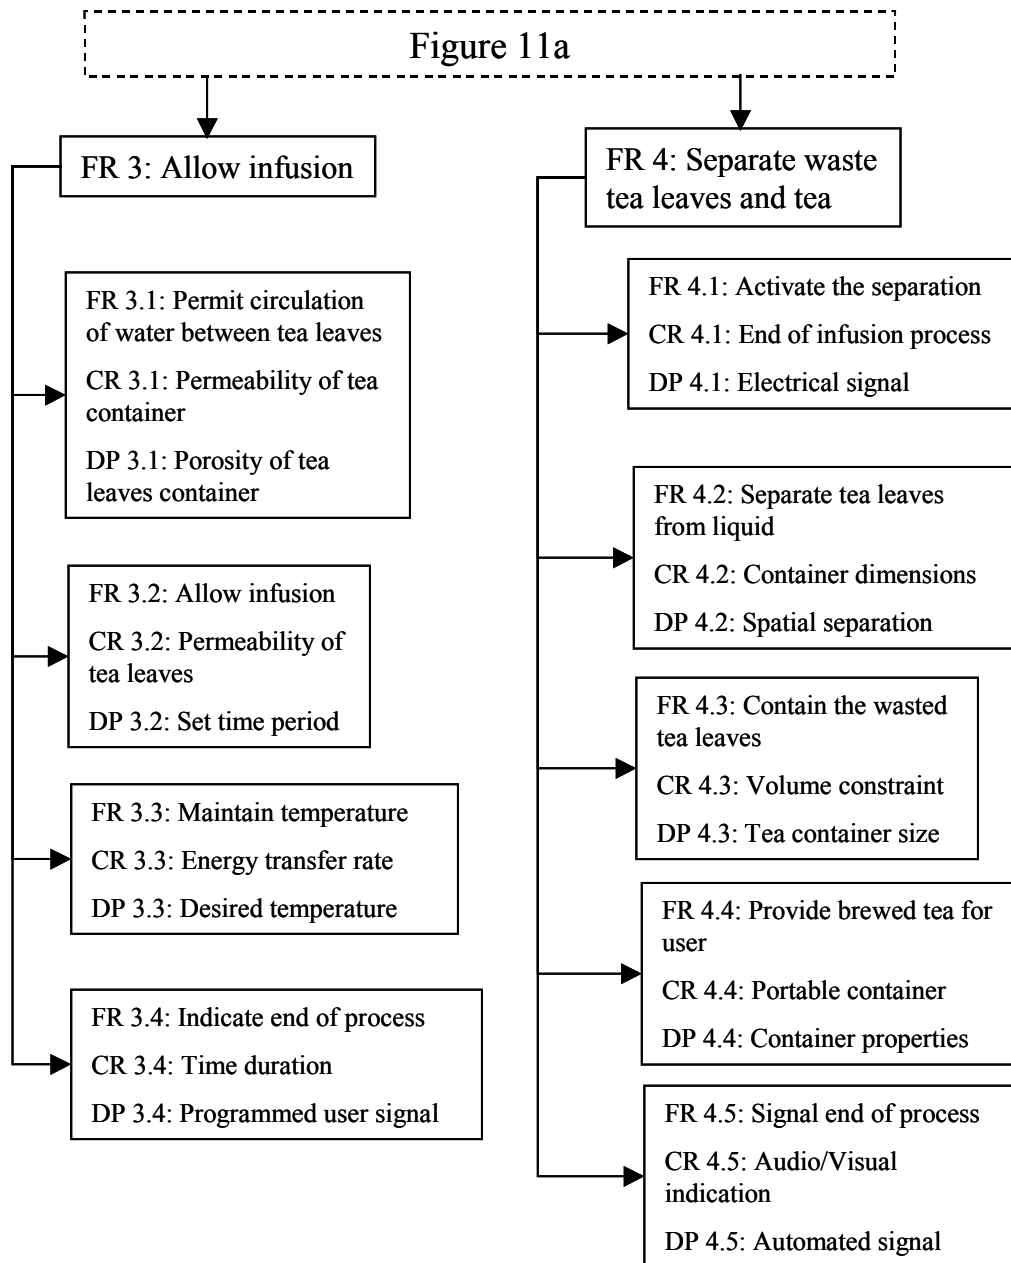 Figure 11a
FR 3: Allow infusion
FR 3.1: Permit circulation
of water between tea leaves
CR 3.1: Permeability of tea
container
DP 3.1: Porosity of tea
leaves container
FR 3.2: Allow infusion
CR 3.2: Permeability of
tea leaves
DP 3.2: Set time period
FR 3.3: Maintain temperature
CR 3.3: Energy transfer rate
DP 3.3: Desired temperature
FR 3.4: Indicate end of process
CR 3.4: Time duration
DP 3.4: Programmed user signal
FR 4: Separate waste
tea leaves and tea
FR 4.1: Activate the separation
CR 4.1: End of infusion process
DP 4.1: Electrical signal
FR 4.2: Separate tea leaves
from liquid
CR 4.2: Container dimensions
DP 4.2: Spatial separation
FR 4.3: Contain the wasted
tea leaves
CR 4.3: Volume constraint
DP 4.3: Tea container size
FR 4.4: Provide brewed tea for
user
CR 4.4: Portable container
DP 4.4: Container properties
FR 4.5: Signal end of process
CR 4.5: Audio/Visual
indication
DP 4.5: Automated signal